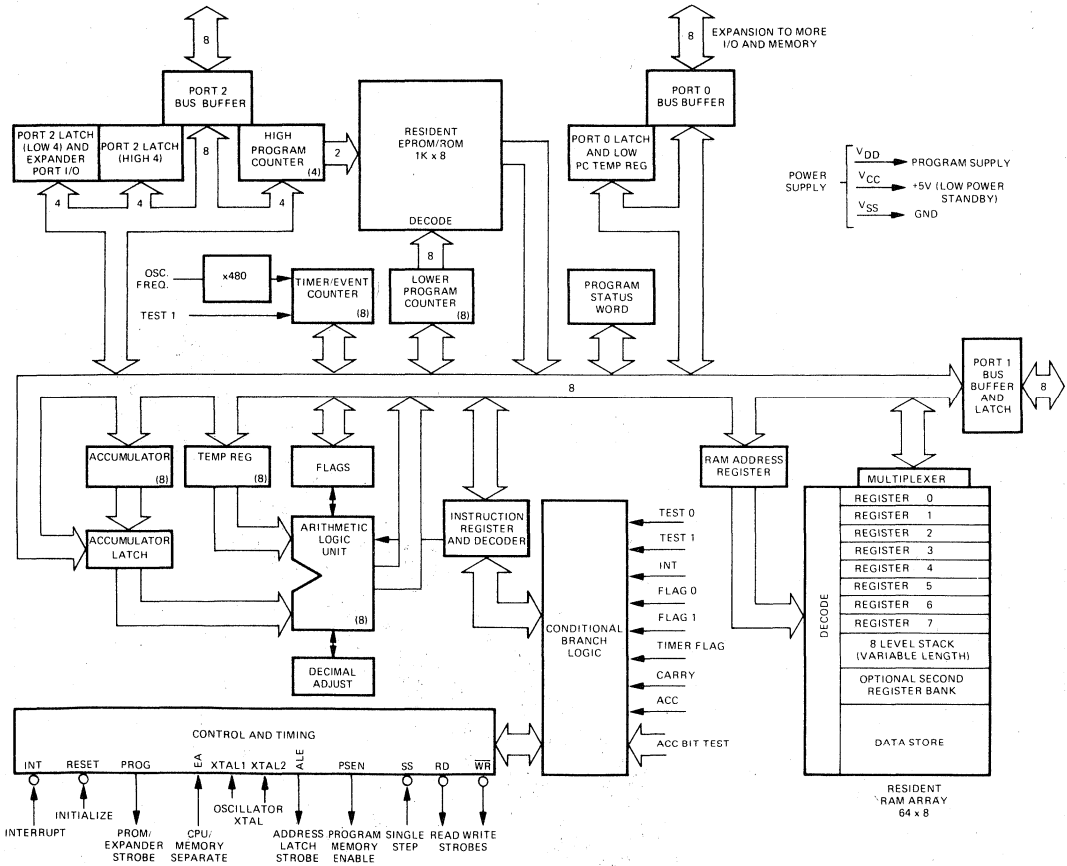 8
PORT 2
BUS BUFFER
PORT 2 LATCH
(LOW 4) AND
EXPANDER
PORT I/O
PORT 2 LATCH
(HIGH 4)
8
HIGH
PROGRAM
COUNTER
(4)
2
4
4
4
RESIDENT
EPROM/ROM
1K x 8
DECODE
8
8
EXPANSION TO MORE
I/O AND MEMORY
PORT 0
BUS BUFFER
PORT 0 LATCH
AND LOW
PC TEMP REG
POWER
SUPPLY
VDD
PROGRAM SUPPLY
VCC
+5V (LOW POWER
STANDBY)
VSS
GND
OSC.
FREQ.
x480
TEST 1
TIMER/EVENT
COUNTER
(8)
LOWER
PROGRAM
COUNTER
(8)
PROGRAM
STATUS
WORD
8
PORT 1
BUS
BUFFER
AND
LATCH
8
ACCUMULATOR
(8)
TEMP REG
(8)
FLAGS
ACCUMULATOR
LATCH
ARITHMETIC
LOGIC
UNIT
(8)
DECIMAL
ADJUST
INSTRUCTION
REGISTER
AND DECODER
CONDITIONAL
BRANCH
LOGIC
TEST 0
TEST 1
INT
FLAG 0
FLAG 1
TIMER FLAG
CARRY
ACC
ACC BIT TEST
RAM ADDRESS
REGISTER
MULTIPLEXER
DECODE
REGISTER 0
REGISTER 1
REGISTER 2
REGISTER 3
REGISTER 4
REGISTER 5
REGISTER 6
REGISTER 7
8 LEVEL STACK
(VARIABLE LENGTH)
OPTIONAL SECOND
REGISTER BANK
DATA STORE
RESIDENT
RAM ARRAY
64 x 8
CONTROL AND TIMING
INT
RESET
PROG
EA
XTAL1
XTAL2
ALE
PSEN
SS
RD
WR
INTERRUPT
INITIALIZE
PROM/
EXPANDER
STROBE
CPU/
MEMORY
SEPARATE
OSCILLATOR
XTAL
ADDRESS
LATCH
STROBE
PROGRAM
MEMORY
ENABLE
SINGLE
STEP
READ WRITE
STROBES